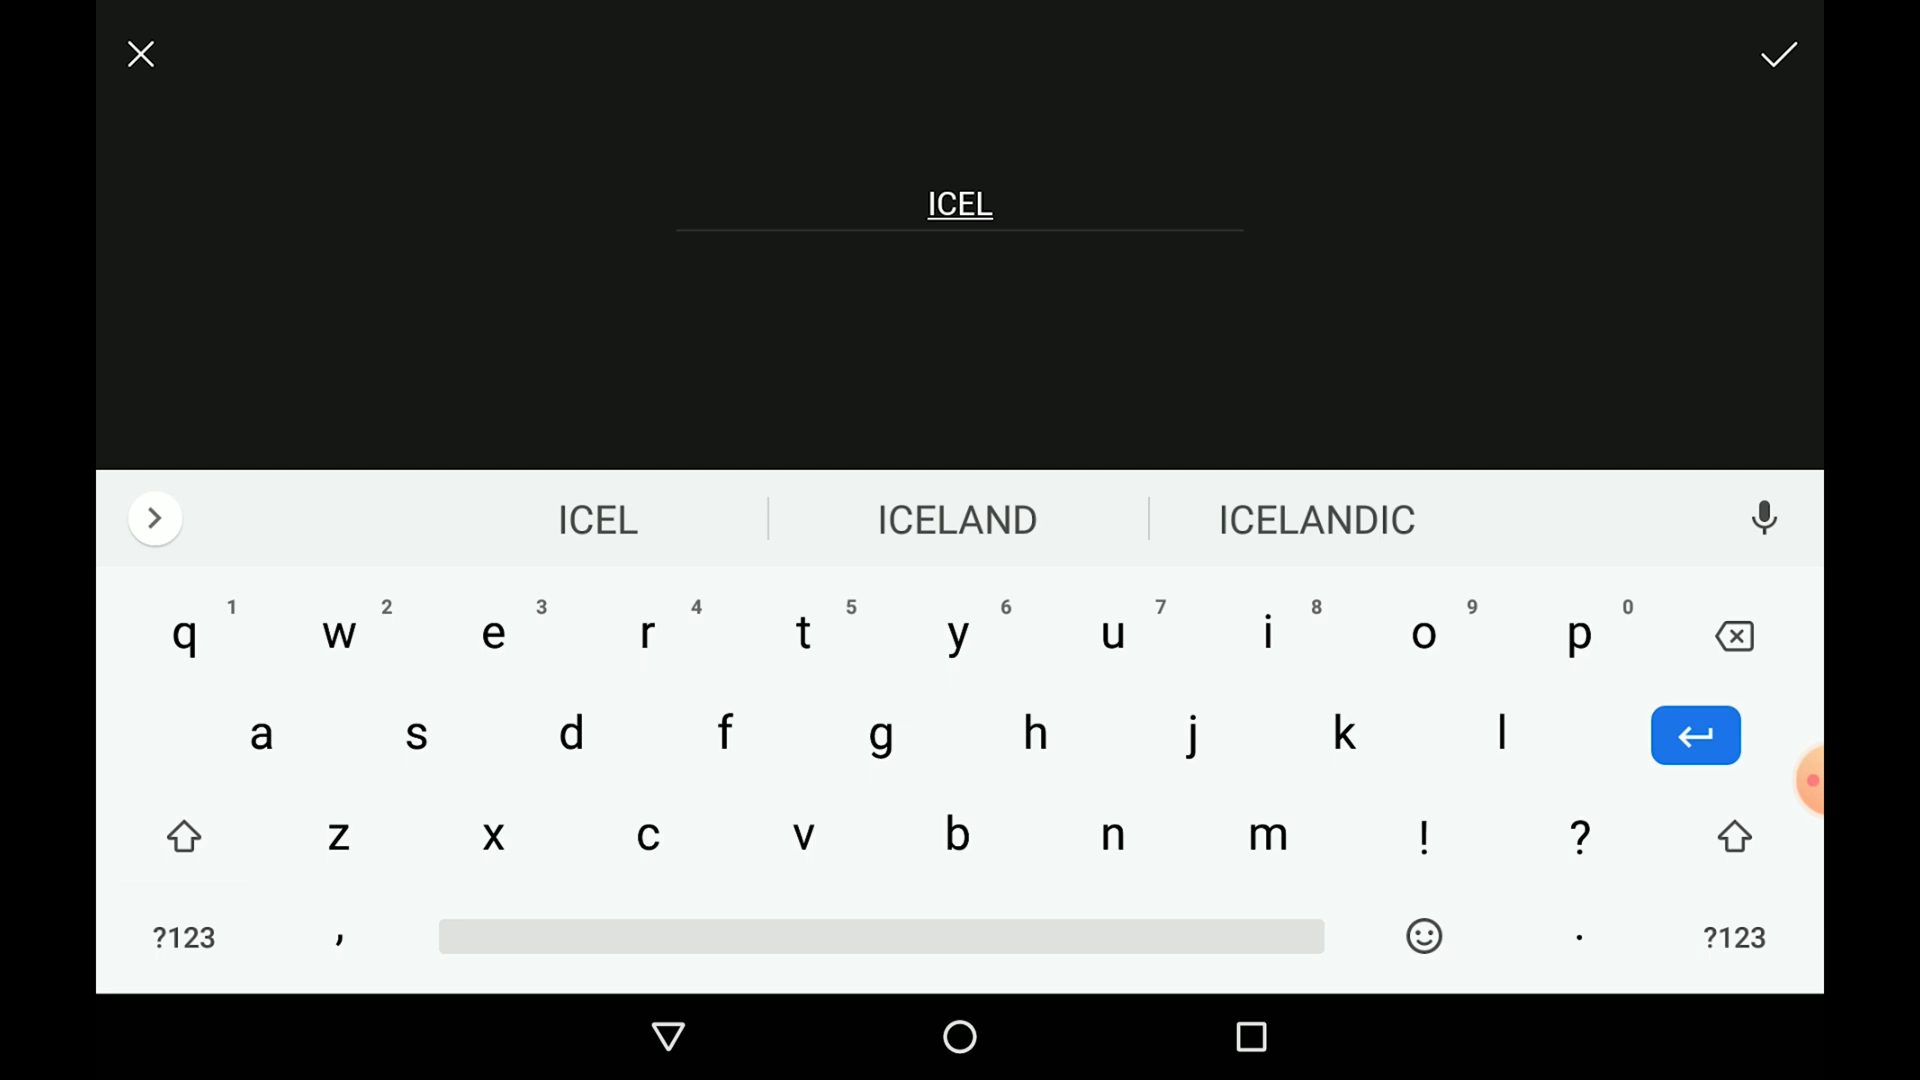 ICEL
ICEL ICELAND ICELANDIC
1 2 3 4 5 6 7 8 9 0
q w e r t y u i o p
a s d f g h j k l
z x c v b n m ! ?
?123 , . ?123